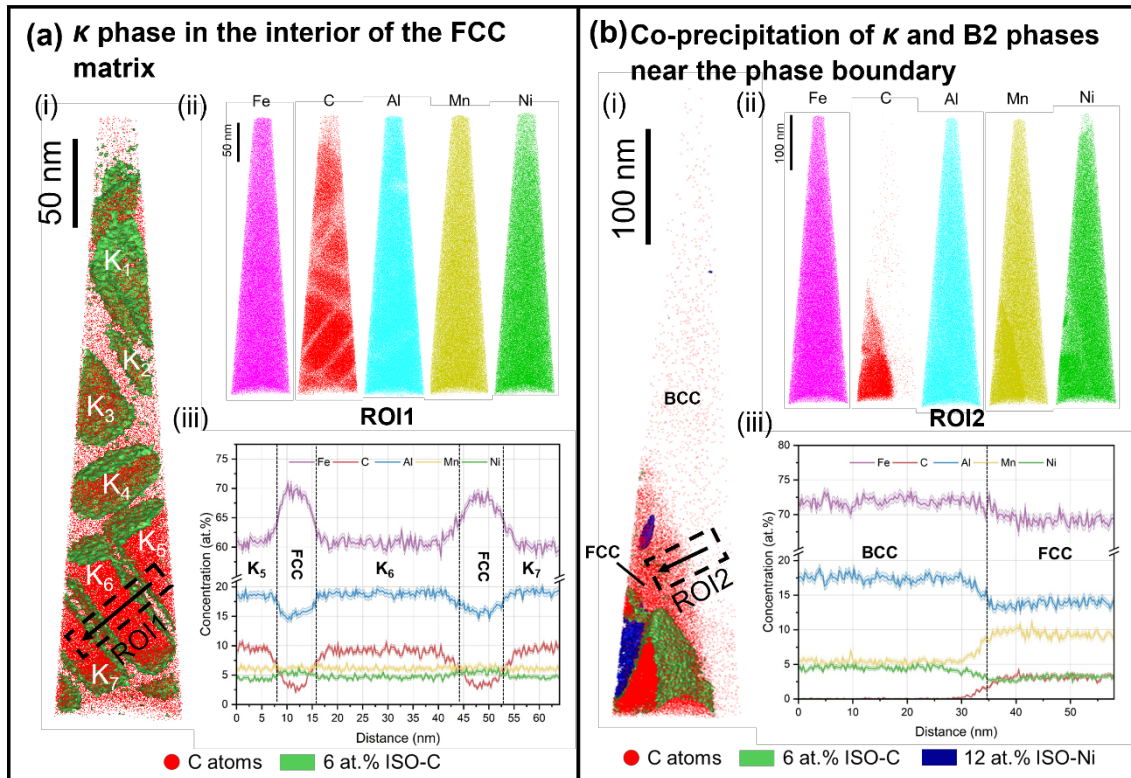 (a) κ phase in the interior of the FCC
matrix
(i)
50 nm
K1
K2
K3
K4
K5
K6
ROI1
K7
(ii)
Fe C Al Mn Ni
50 nm
(iii)
ROI1
Fe C Al Mn Ni
Concentration (at.%)
75
70
65
60
20
15
10
5
0
K5 FCC K6 FCC K7
0 5 10 15 20 25 30 35 40 45 50 55 60
Distance (nm)
C atoms 6 at.% ISO-C
(b) Co-precipitation of κ and B2 phases
near the phase boundary
(i)
100 nm
BCC
FCC
ROI2
(ii)
Fe C Al Mn Ni
100 nm
(iii)
ROI2
Fe C Al Mn Ni
Concentration (at.%)
80
75
70
20
15
10
5
0
BCC FCC
0 10 20 30 40 50
Distance (nm)
C atoms 6 at.% ISO-C 12 at.% ISO-Ni